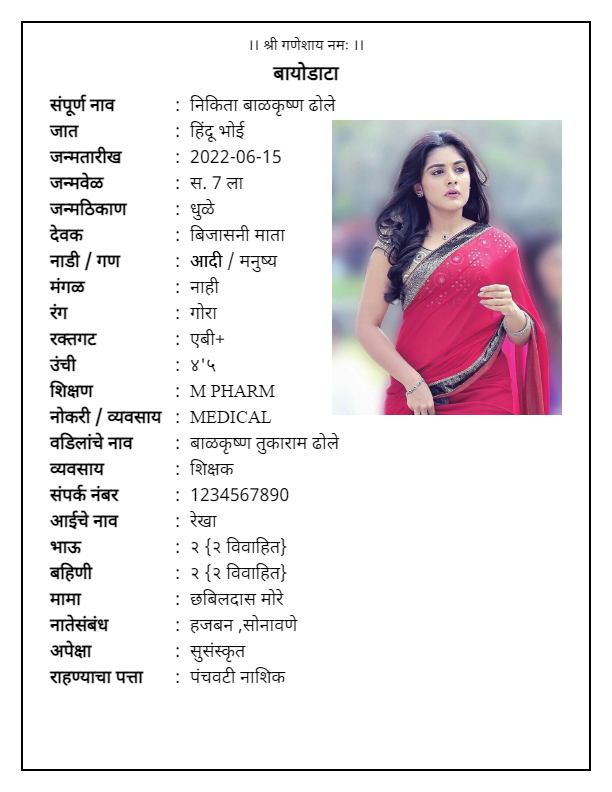 ।। श्री गणेशाय नमः ।।
बायोडाटा
संपूर्ण नाव : निकिता बाळकृष्ण ढोले
जात : हिंदू भोई
जन्मतारीख : 2022-06-15
जन्मवेळ : स. 7 ला
जन्मठिकाण : धुळे
देवक : बिजासनी माता
नाडी / गण : आदी / मनुष्य
मंगळ : नाही
रंग : गोरा
रक्तगट : एबी+
उंची : ४'५
शिक्षण : M PHARM
नोकरी / व्यवसाय : MEDICAL
वडिलांचे नाव : बाळकृष्ण तुकाराम ढोले
व्यवसाय : शिक्षक
संपर्क नंबर : 1234567890
आईचे नाव : रेखा
भाऊ : २ {२ विवाहित}
बहिणी : २ {२ विवाहित}
मामा : छबिलदास मोरे
नातेसंबंध : हजबन ,सोनावणे
अपेक्षा : सुसंस्कृत
राहण्याचा पत्ता : पंचवटी नाशिक